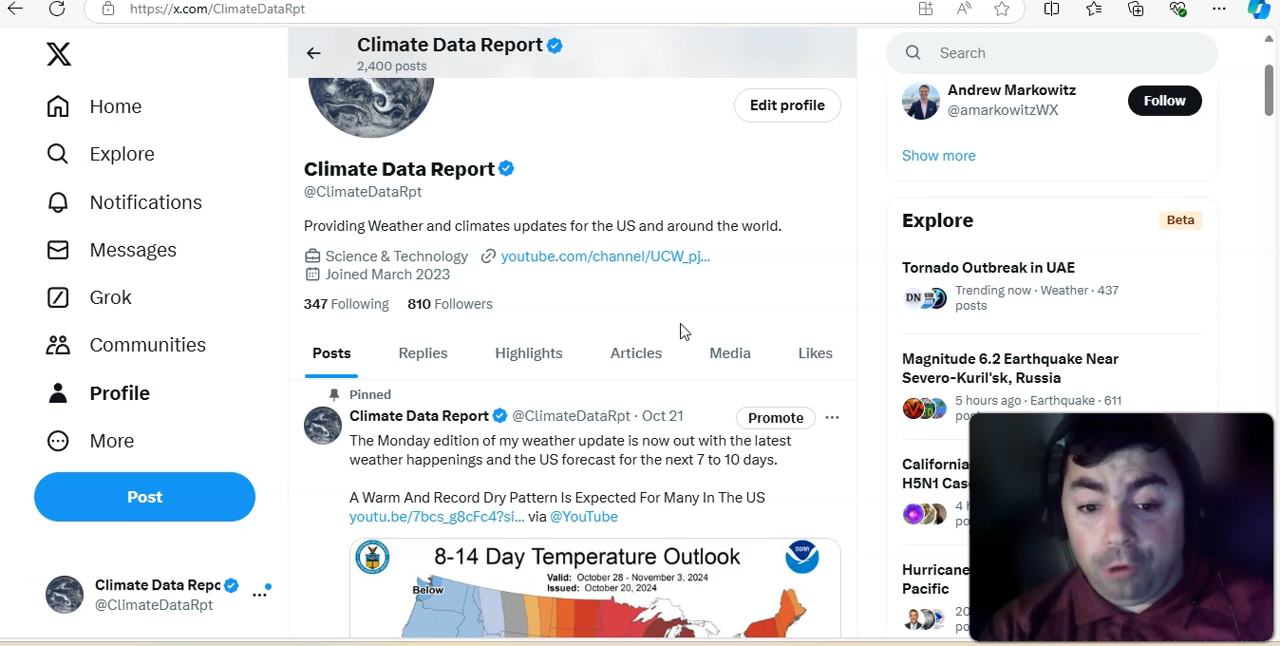 https://x.com/ClimateDataRpt
Climate Data Report
2,400 posts
Search
Home
Explore
Notifications
Messages
Grok
Communities
Profile
More
Post
Climate Data Repo
@ClimateDataRpt
Edit profile
Climate Data Report
@ClimateDataRpt
Providing Weather and climates updates for the US and around the world.
Science & Technology youtube.com/channel/UCW_pj...
Joined March 2023
347 Following 810 Followers
Posts Replies Highlights Articles Media Likes
Pinned
Climate Data Report @ClimateDataRpt · Oct 21
Promote
The Monday edition of my weather update is now out with the latest
weather happenings and the US forecast for the next 7 to 10 days.
A Warm And Record Dry Pattern Is Expected For Many In The US
youtu.be/7bcs_g8cFc4?si... via @YouTube
8-14 Day Temperature Outlook
Valid: October 28 - November 3, 2024
Issued: October 20, 2024
NOAA
Below
Andrew Markowitz
@amarkowitzWX
Follow
Show more
Explore
Beta
Tornado Outbreak in UAE
DN
Trending now · Weather · 437
posts
Magnitude 6.2 Earthquake Near
Severo-Kuril'sk, Russia
5 hours ago · Earthquake · 611
California
H5N1
Hurricane
Pacific